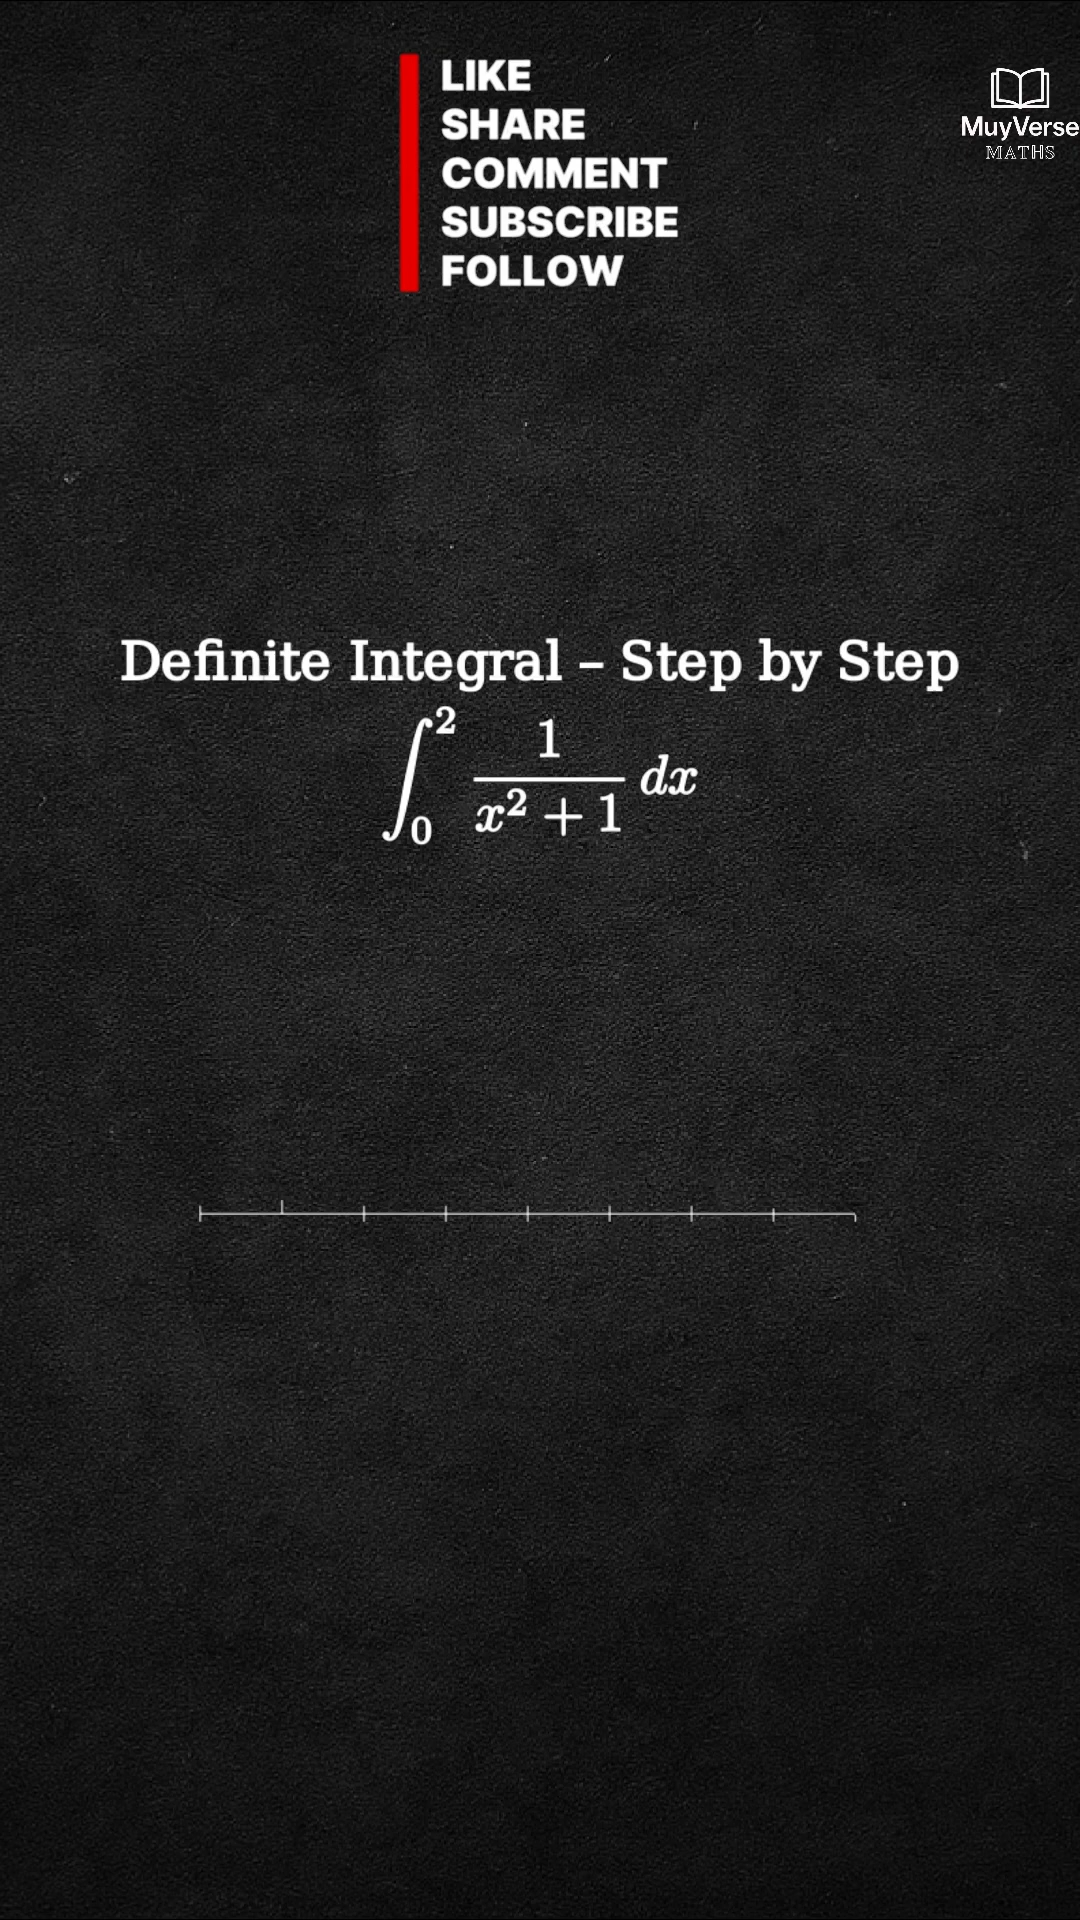 LIKE
SHARE
COMMENT
SUBSCRIBE
FOLLOW
MuyVerse
MATHS
Definite Integral – Step by Step
∫₀² 1/(x² + 1) dx